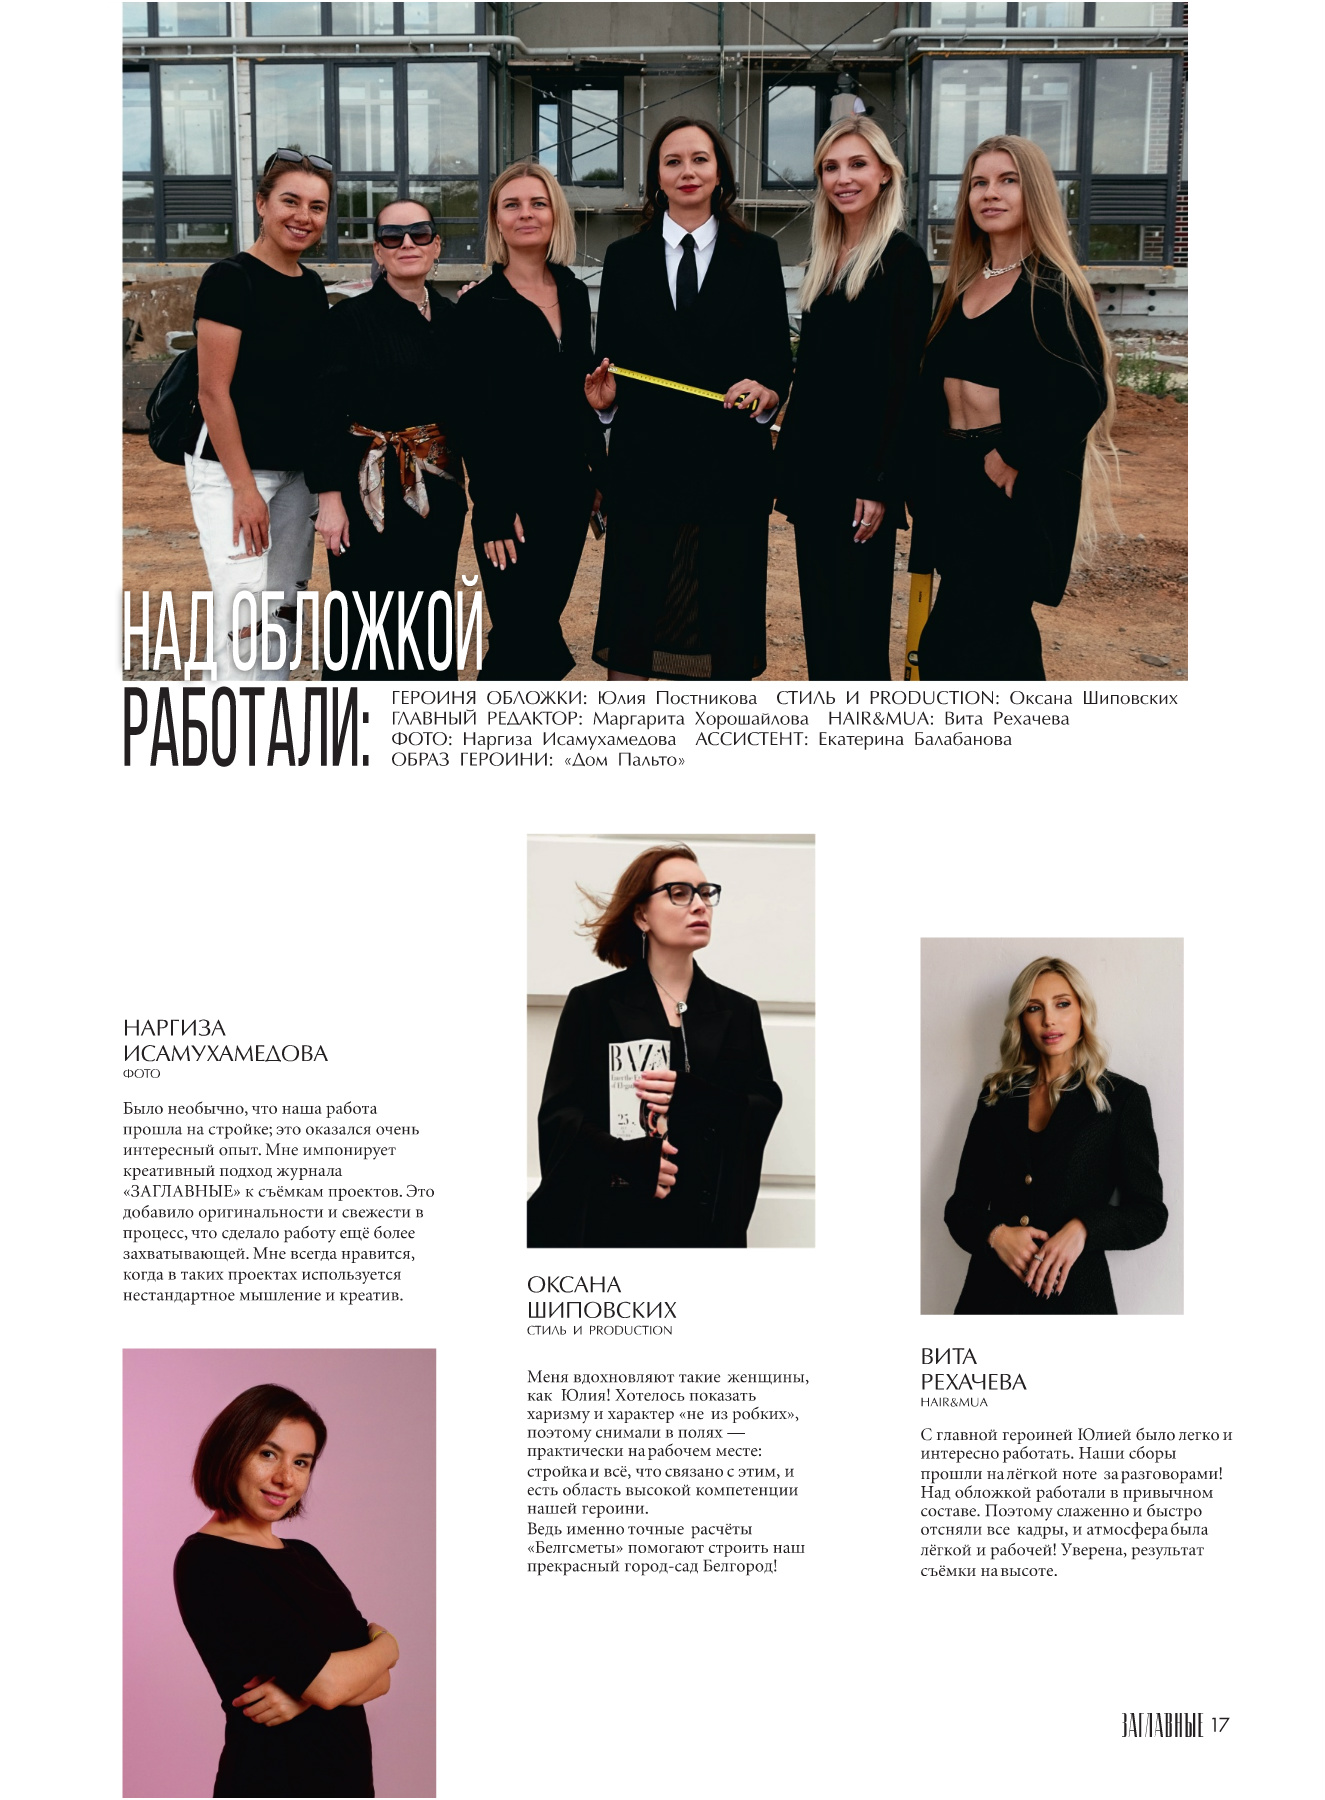 НАД ОБЛОЖКОЙ
РАБОТАЛИ:
ГЕРОИНЯ ОБЛОЖКИ: Юлия Постникова СТИЛЬ И PRODUCTION: Оксана Шиповских
ГЛАВНЫЙ РЕДАКТОР: Маргарита Хорошайлова HAIR&MUA: Вита Рехачева
ФОТО: Наргиза Исамухамедова АССИСТЕНТ: Екатерина Балабанова
ОБРАЗ ГЕРОИНИ: «Дом Пальто»
НАРГИЗА
ИСАМУХАМЕДОВА
ФОТО
Было необычно, что наша работа
прошла на стройке; это оказался очень
интересный опыт. Мне импонирует
креативный подход журнала
«ЗАГЛАВНЫЕ» к съёмкам проектов. Это
добавило оригинальности и свежести в
процесс, что сделало работу ещё более
захватывающей. Мне всегда нравится,
когда в таких проектах используется
нестандартное мышление и креатив.
BAZA
25
ОКСАНА
ШИПОВСКИХ
СТИЛЬ И PRODUCTION
Меня вдохновляют такие женщины,
как Юлия! Хотелось показать
харизму и характер «не из робких»,
поэтому снимали в полях —
практически на рабочем месте:
стройка и всё, что связано с этим, и
есть область высокой компетенции
нашей героини.
Ведь именно точные расчёты
«Белгсметы» помогают строить наш
прекрасный город-сад Белгород!
ВИТА
РЕХАЧЕВА
HAIR&MUA
С главной героиней Юлией было легко и
интересно работать. Наши сборы
прошли на лёгкой ноте за разговорами!
Над обложкой работали в привычном
составе. Поэтому слаженно и быстро
отсняли все кадры, и атмосфера была
лёгкой и рабочей! Уверена, результат
съёмки на высоте.
ЗАГЛАВНЫЕ 17